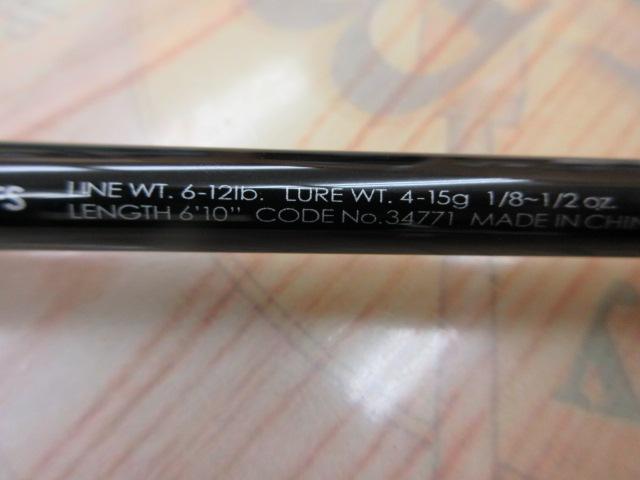 LINE WT. 6-12lb. LURE WT. 4-15g 1/8~1/2 oz.
LENGTH 6'10" CODE No.34771 MADE IN CHIN